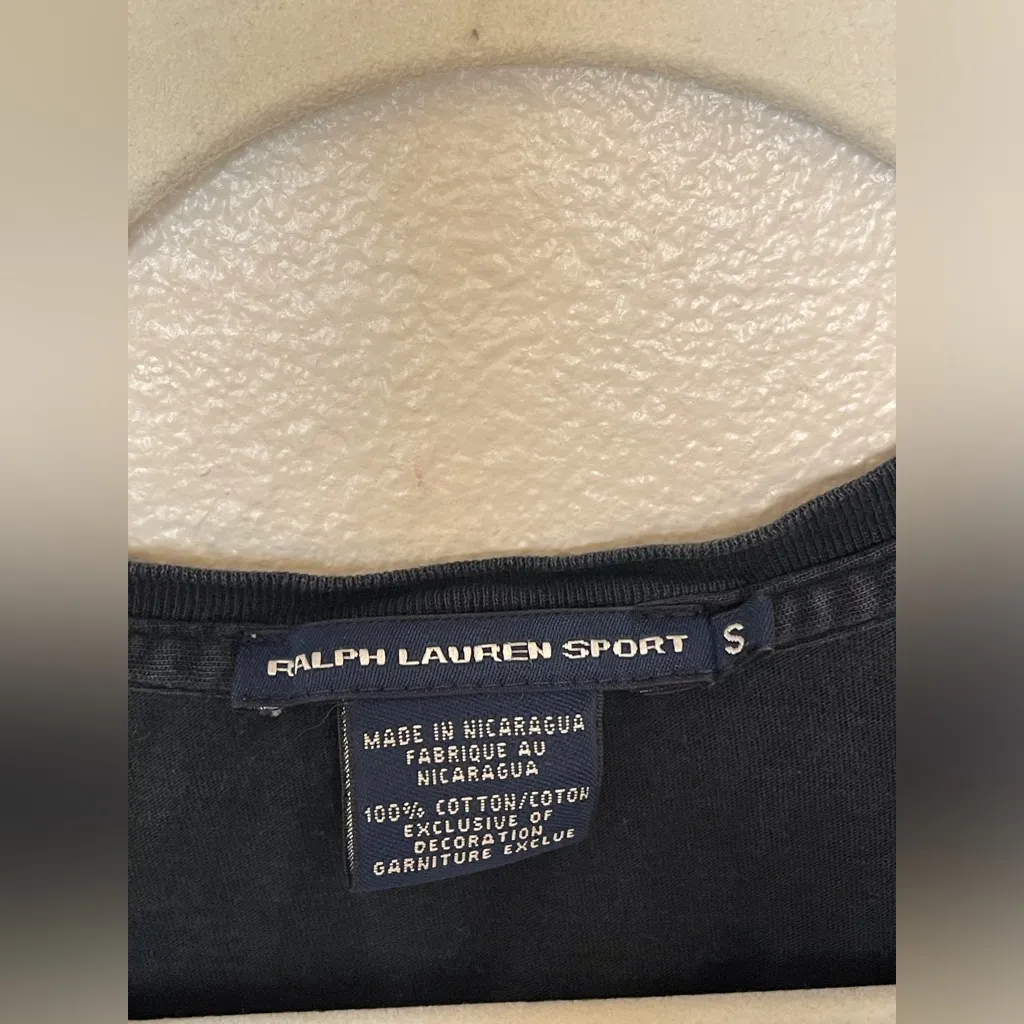 RALPH LAUREN SPORT S
MADE IN NICARAGUA
FABRIQUE AU
NICARAGUA
100% COTTON/COTON
EXCLUSIVE OF
DECORATION
GARNITURE EXCLUE